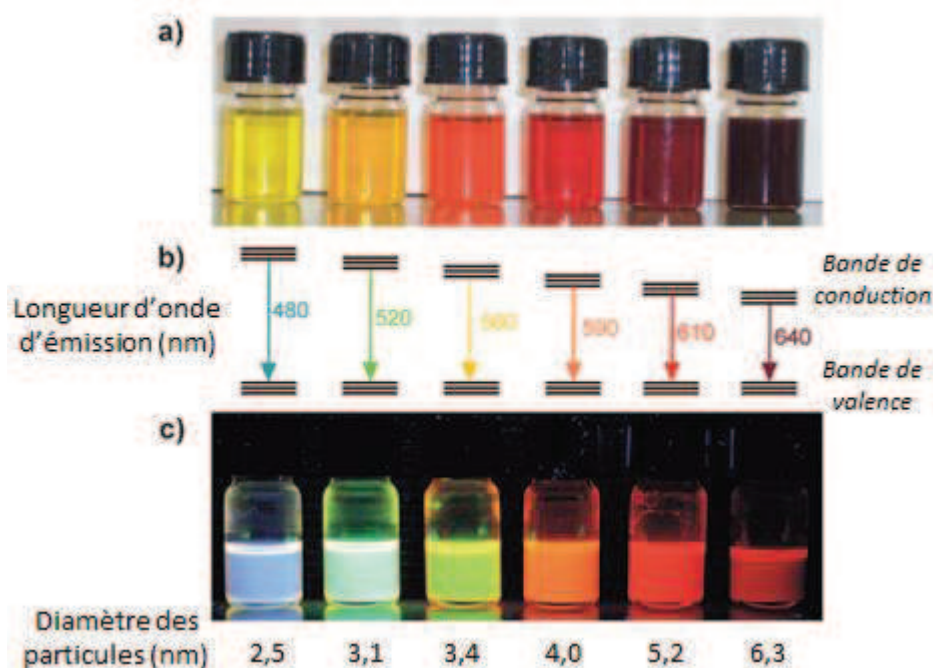 a)
b)
Bande de
conduction
Longueur d'onde
d'émission (nm)
480
520
560
590
610
640
Bande de
valence
c)
Diamètre des
particules (nm)
2,5 3,1 3,4 4,0 5,2 6,3